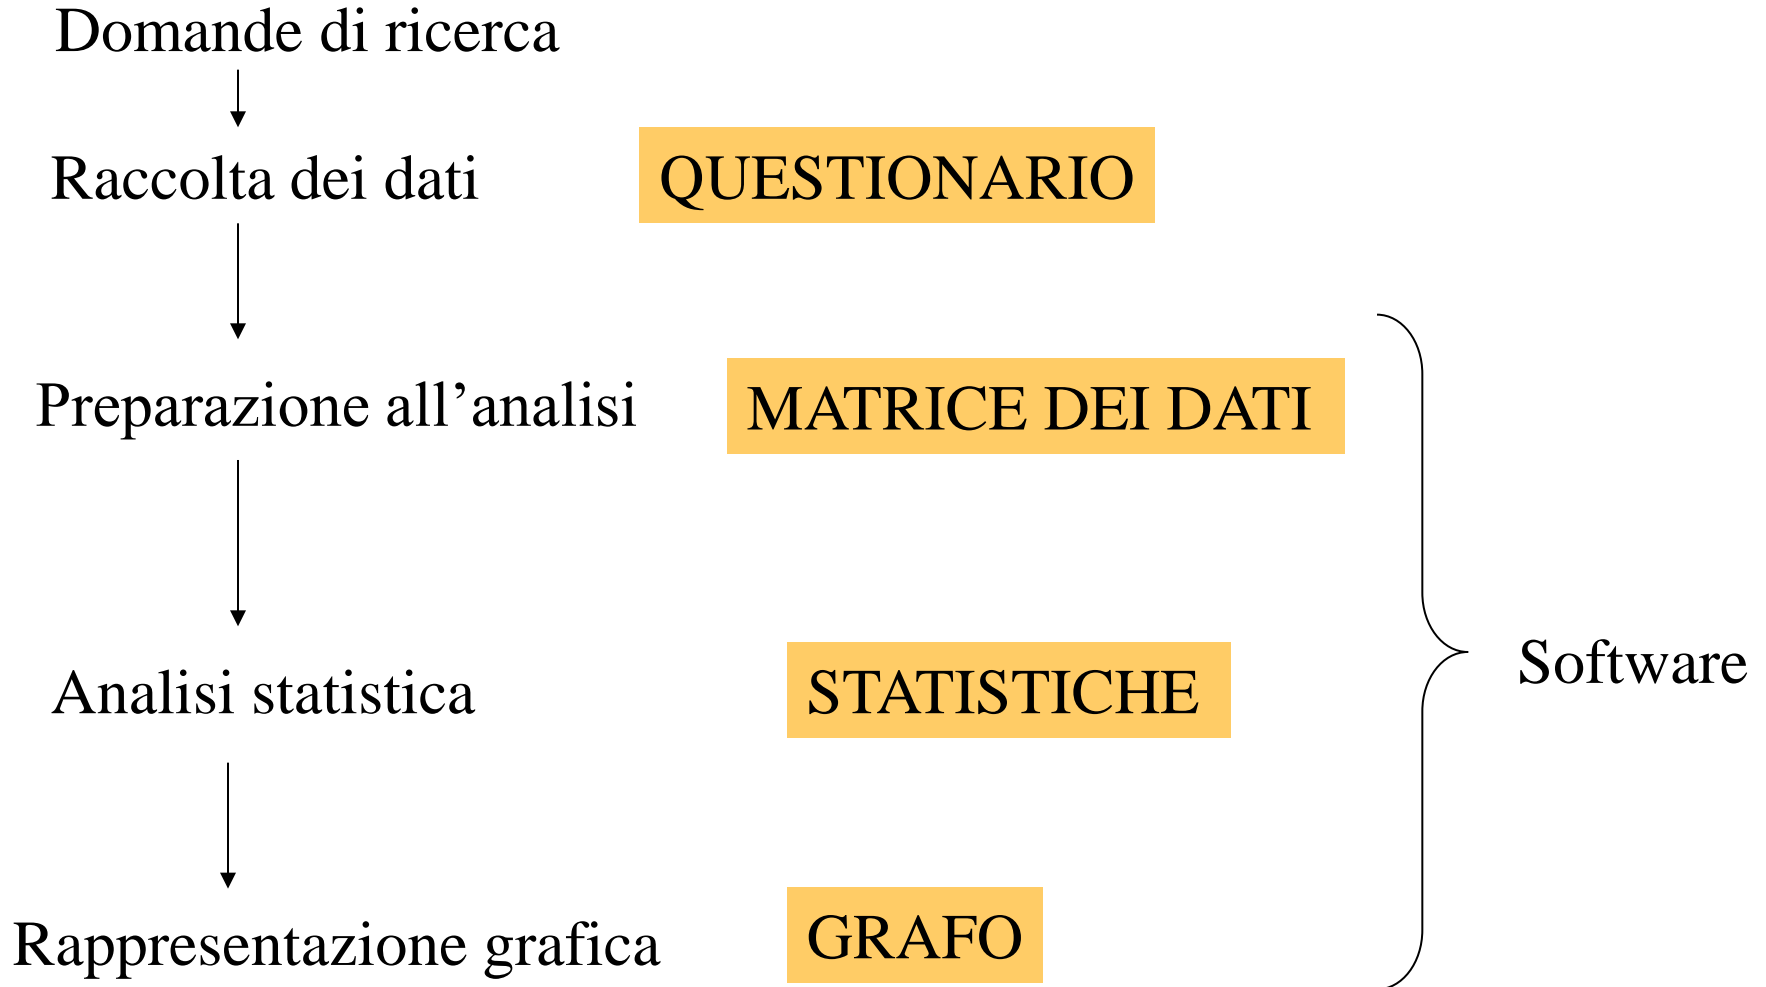 Domande di ricerca
Raccolta dei dati
QUESTIONARIO
Preparazione all’analisi
MATRICE DEI DATI
Analisi statistica
STATISTICHE
Software
Rappresentazione grafica
GRAFO